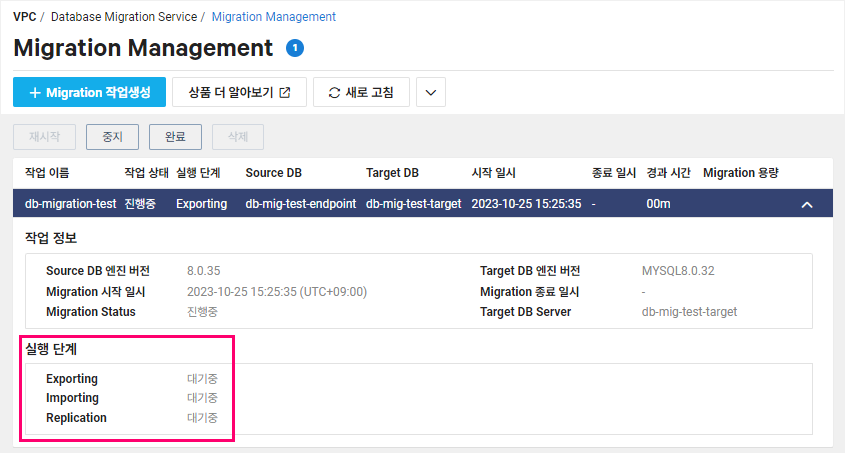 VPC / Database Migration Service / Migration Management
Migration Management 1
+ Migration 작업생성 상품 더 알아보기 새로 고침
재시작 중지 완료 삭제
작업 이름 작업 상태 실행 단계 Source DB Target DB 시작 일시 종료 일시 경과 시간 Migration 용량
db-migration-test 진행중 Exporting db-mig-test-endpoint db-mig-test-target 2023-10-25 15:25:35 - 00m
작업 정보
Source DB 엔진 버전 8.0.35 Target DB 엔진 버전 MYSQL8.0.32
Migration 시작 일시 2023-10-25 15:25:35 (UTC+09:00) Migration 종료 일시 -
Migration Status 진행중 Target DB Server db-mig-test-target
실행 단계
Exporting 대기중
Importing 대기중
Replication 대기중